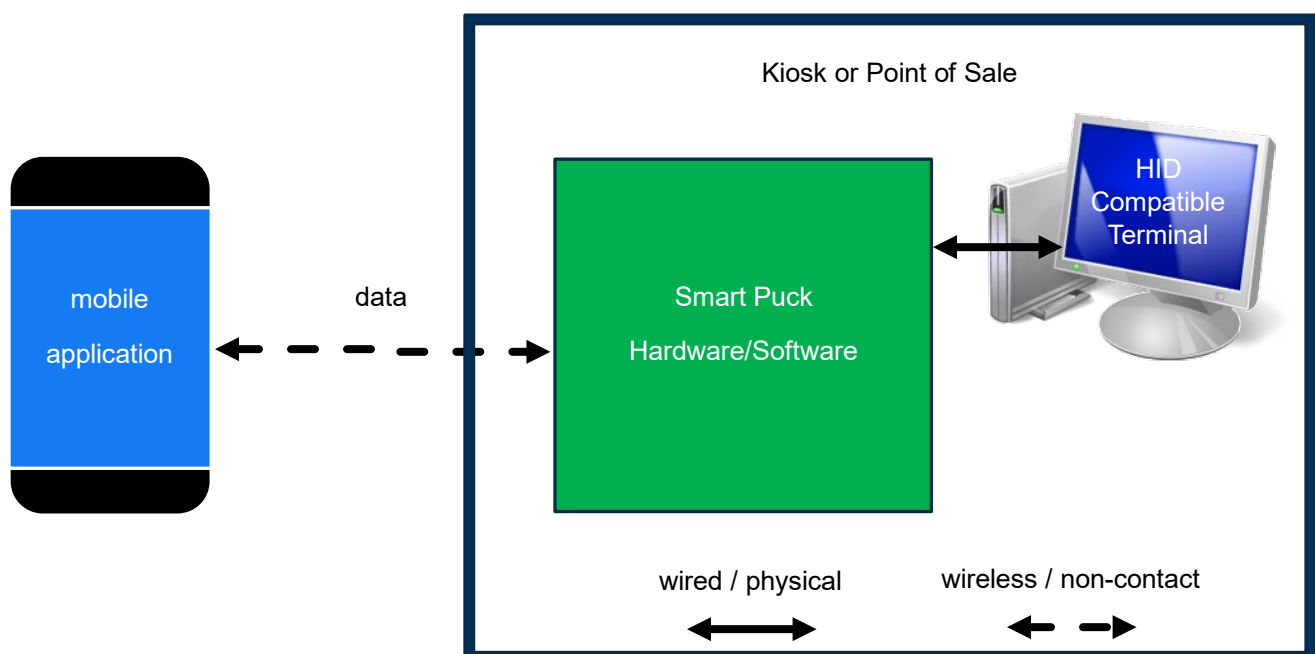 Kiosk or Point of Sale
HID
Compatible
Terminal
mobile
application
data
Smart Puck
Hardware/Software
wired / physical
wireless / non-contact